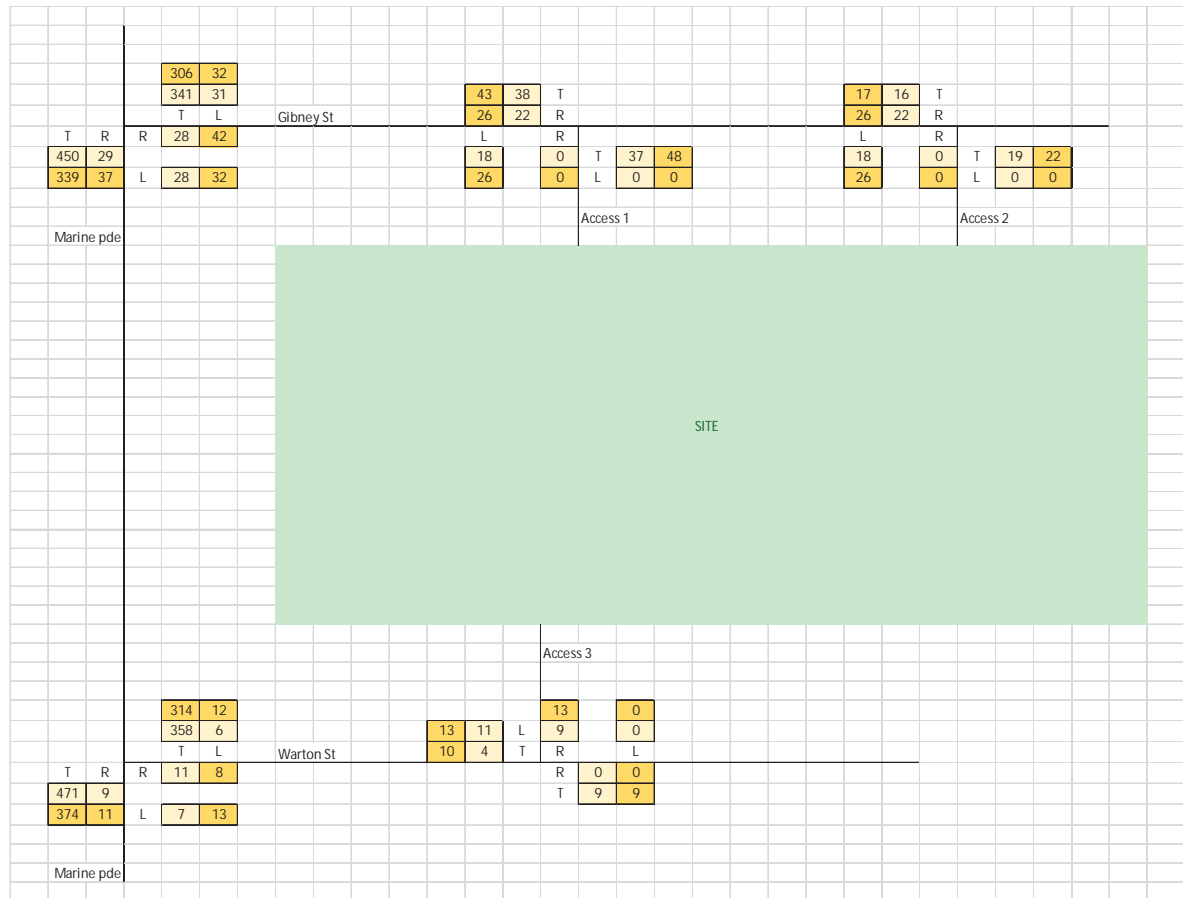 306 32
341 31
T L
43 38 T
26 22 R
17 16 T
26 22 R
Gibney St
T R R 28 42
L R
L R
450 29
18 0 T 37 48
18 0 T 19 22
339 37 L 28 32
26 0 L 0 0
26 0 L 0 0
Access 1
Access 2
Marine pde
SITE
Access 3
314 12
13 0
358 6
13 11 L 9 0
T L
10 4 T R L
Warton St
T R R 11 8
R 0 0
471 9
T 9 9
374 11 L 7 13
Marine pde